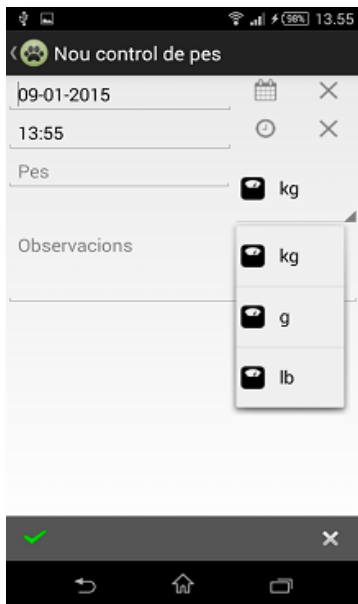 98% 13.55
Nou control de pes
09-01-2015
13:55
Pes
kg
Observacions
kg
g
lb